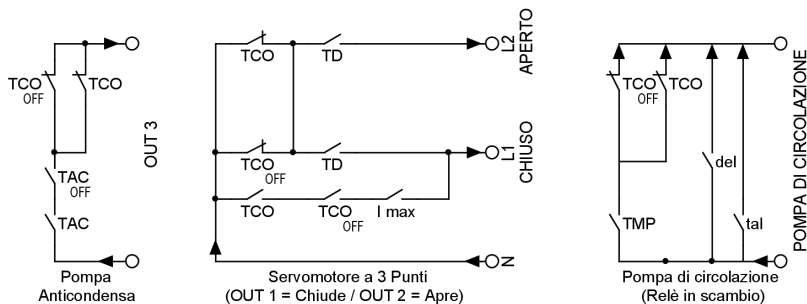 TCO
OFF
TCO
TAC
OFF
TAC
OUT 3
Pompa
Anticondensa
TCO
TD
L2
APERTO
TCO
OFF
TD
L1
CHIUSO
TCO
TCO
OFF
I max
N
Servomotore a 3 Punti
(OUT 1 = Chiude / OUT 2 = Apre)
TCO
OFF
TCO
del
TMP
tal
POMPA DI CIRCOLAZIONE
Pompa di circolazione
(Relè in scambio)